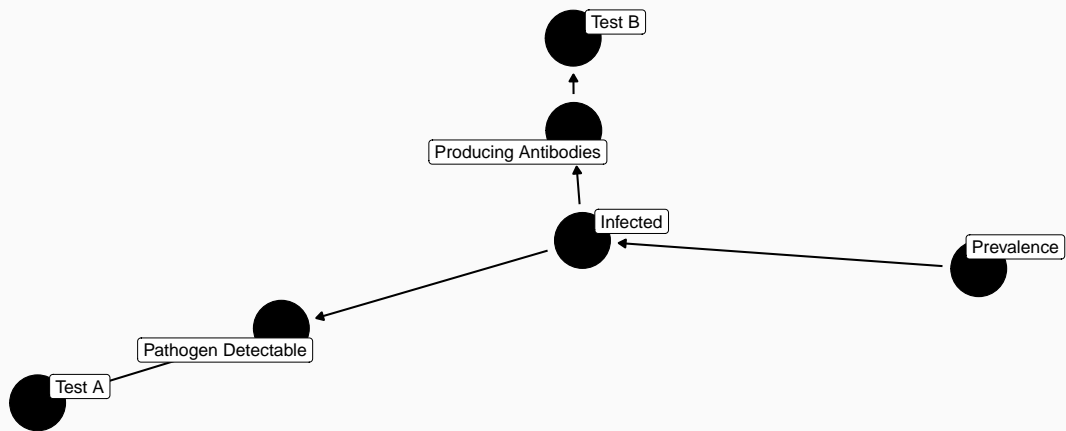 Test B
Producing Antibodies
Infected
Prevalence
Pathogen Detectable
Test A